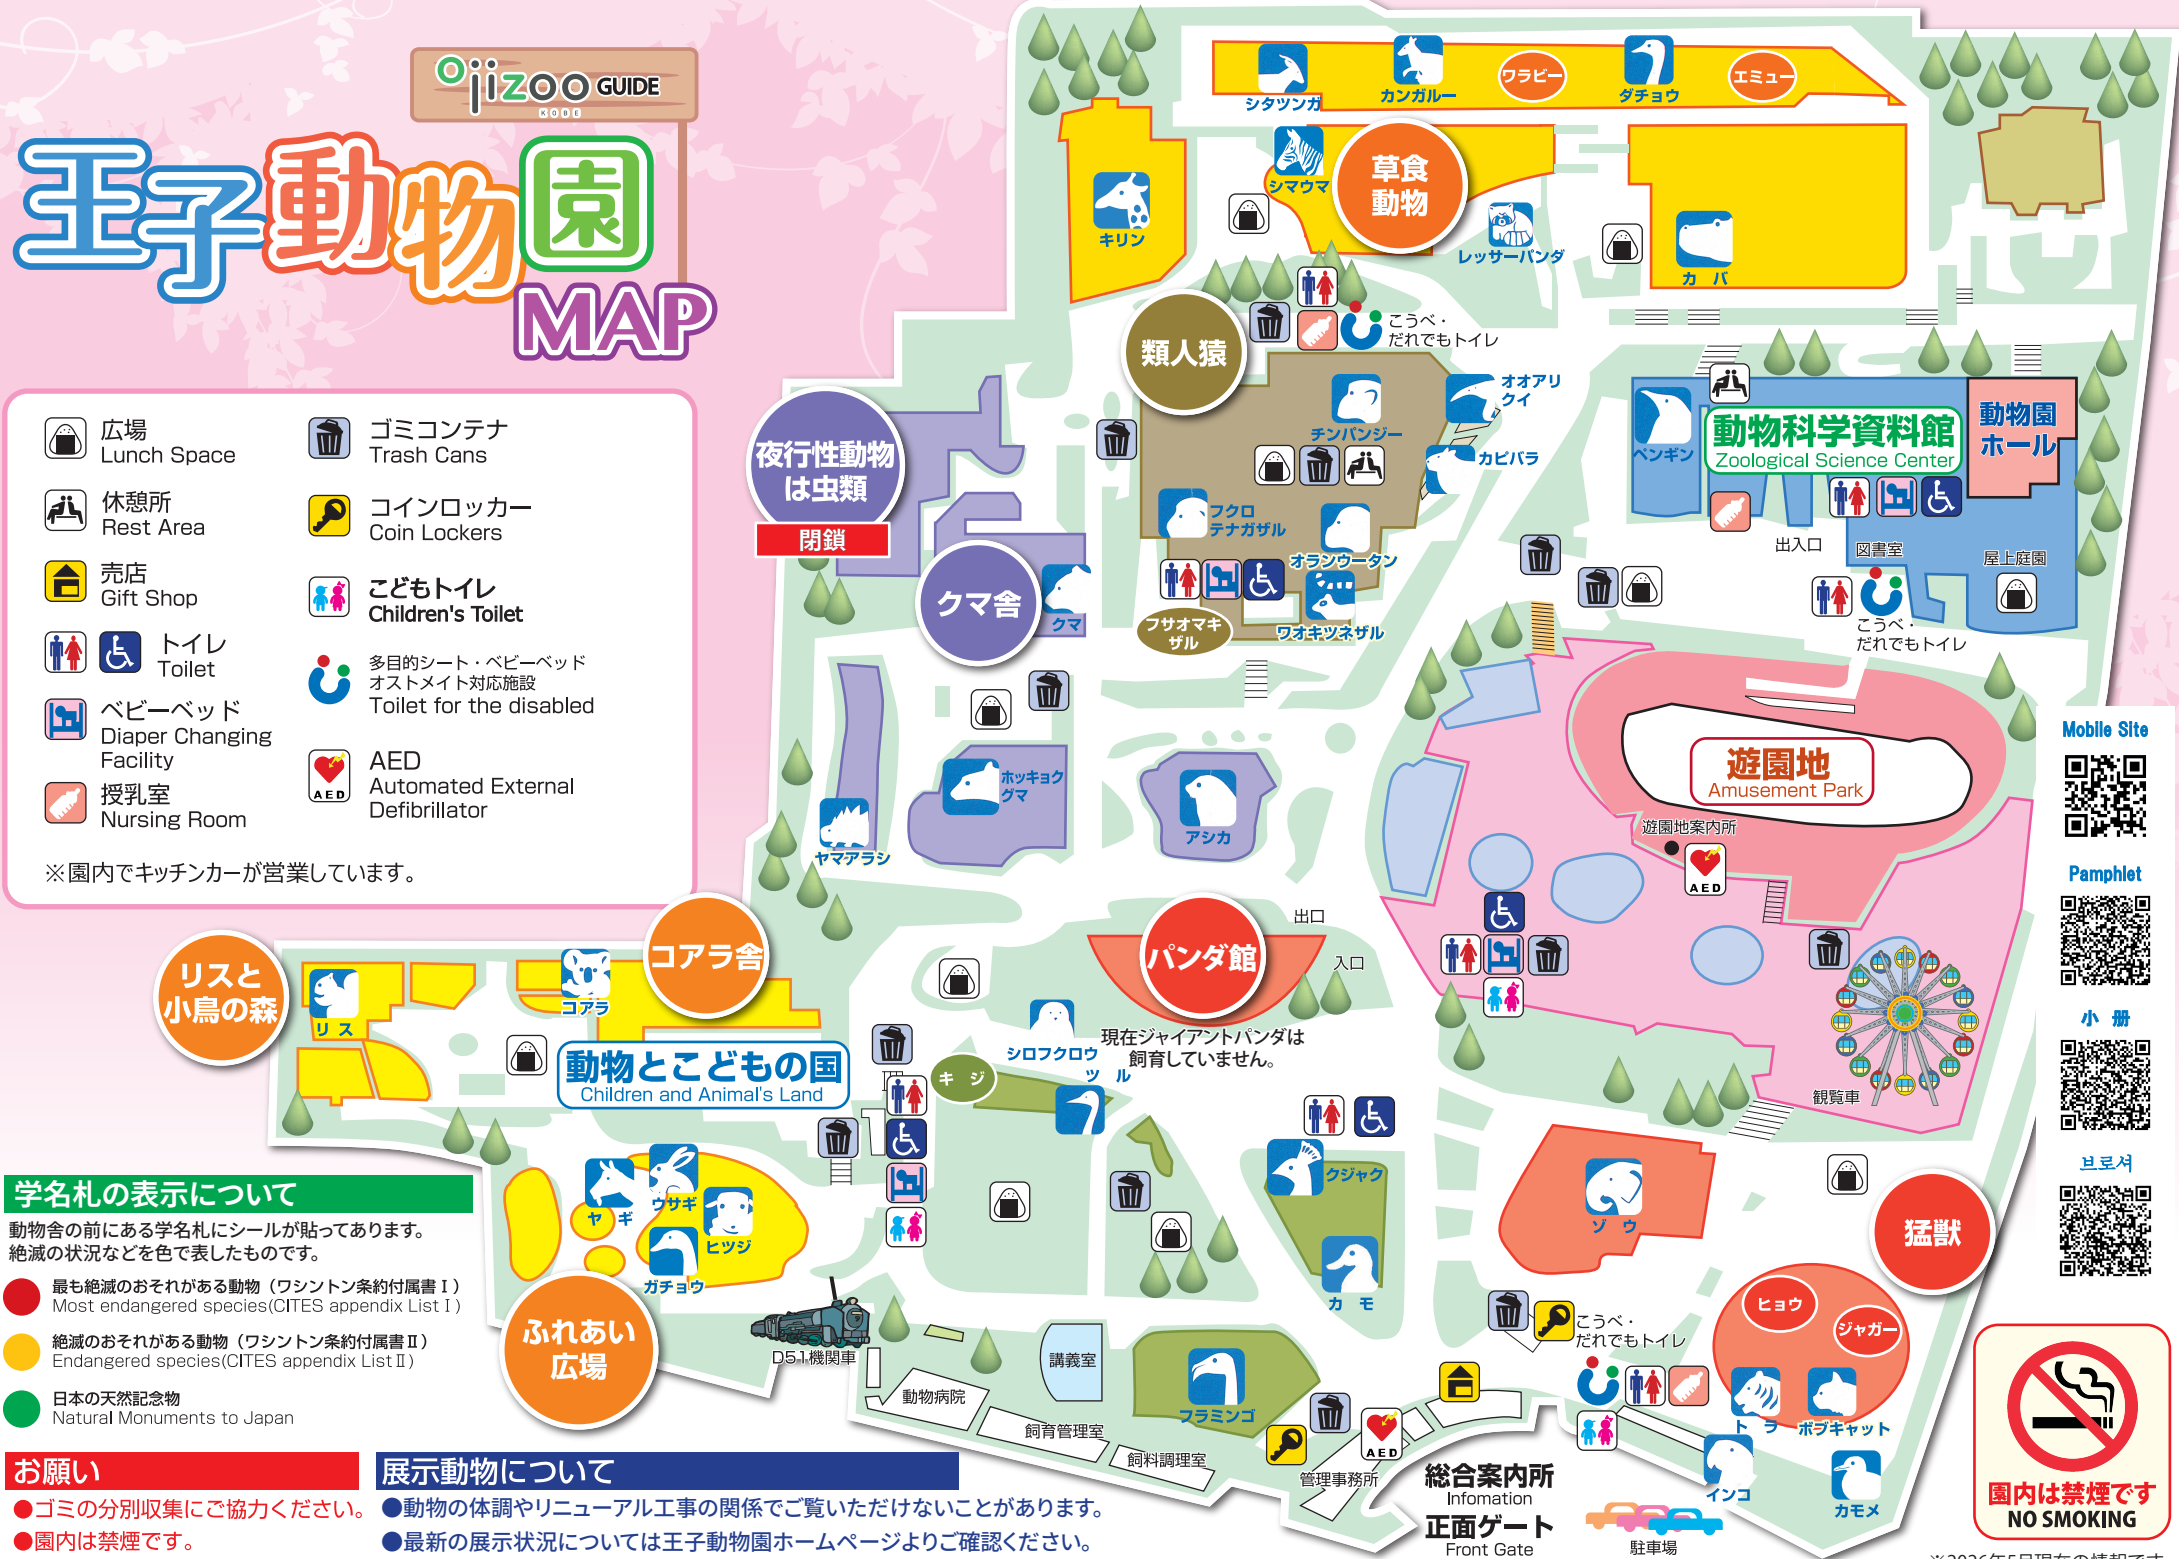 ojizoo GUIDE
KOBE
王子動物園
MAP
広場
Lunch Space
休憩所
Rest Area
売店
Gift Shop
トイレ
Toilet
ベビーベッド
Diaper Changing
Facility
授乳室
Nursing Room
ゴミコンテナ
Trash Cans
コインロッカー
Coin Lockers
こどもトイレ
Children's Toilet
多目的シート・ベビーベッド
オストメイト対応施設
Toilet for the disabled
AED
AED
Automated External
Defibrillator
※園内でキッチンカーが営業しています。
シタツンガ
カンガルー
ワラビー
ダチョウ
エミュー
シマウマ
草食
動物
キリン
レッサーパンダ
カバ
類人猿
こうべ・
だれでもトイレ
オオアリ
クイ
チンパンジー
カピバラ
フクロ
テナガザル
オランウータン
フサオマキ
ザル
ワオキツネザル
夜行性動物
は虫類
閉鎖
クマ舎
クマ
ペンギン
動物科学資料館
Zoological Science Center
動物園
ホール
出入口
図書室
屋上庭園
こうべ・
だれでもトイレ
ホッキョク
グマ
アシカ
ヤマアラシ
遊園地
Amusement Park
遊園地案内所
AED
観覧車
Mobile Site
Pamphlet
小 册
브로셔
リスと
小鳥の森
リス
コアラ舎
コアラ
動物とこどもの国
Children and Animal's Land
パンダ館
出口
入口
現在ジャイアントパンダは
飼育していません。
シロフクロウ
ツル
キジ
クジャク
カモ
ヤギ
ウサギ
ヒツジ
ガチョウ
ふれあい
広場
D51機関車
動物病院
講義室
飼育管理室
飼料調理室
フラミンゴ
管理事務所
AED
ゾウ
猛獣
ヒョウ
ジャガー
トラ
ボブキャット
インコ
カモメ
こうべ・
だれでもトイレ
総合案内所
Infomation
正面ゲート
Front Gate
駐車場
園内は禁煙です
NO SMOKING
学名札の表示について
動物舎の前にある学名札にシールが貼ってあります。
絶滅の状況などを色で表したものです。
最も絶滅のおそれがある動物（ワシントン条約付属書Ⅰ）
Most endangered species(CITES appendix ListⅠ)
絶滅のおそれがある動物（ワシントン条約付属書Ⅱ）
Endangered species(CITES appendix ListⅡ)
日本の天然記念物
Natural Monuments to Japan
お願い
●ゴミの分別収集にご協力ください。
●園内は禁煙です。
展示動物について
●動物の体調やリニューアル工事の関係でご覧いただけないことがあります。
●最新の展示状況については王子動物園ホームページよりご確認ください。
※2026年5月現在の情報です